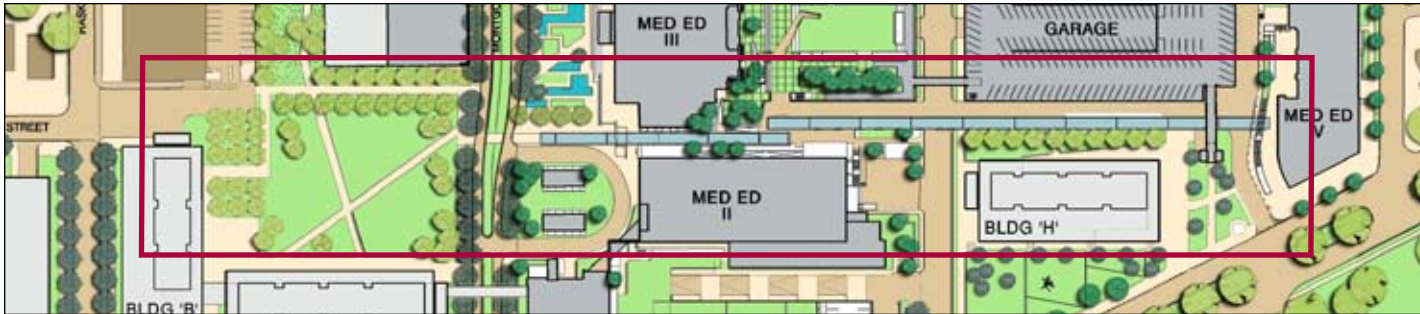 MED ED
III
GARAGE
STREET
MED ED
V
MED ED
II
BLDG 'H'
BLDG 'B'